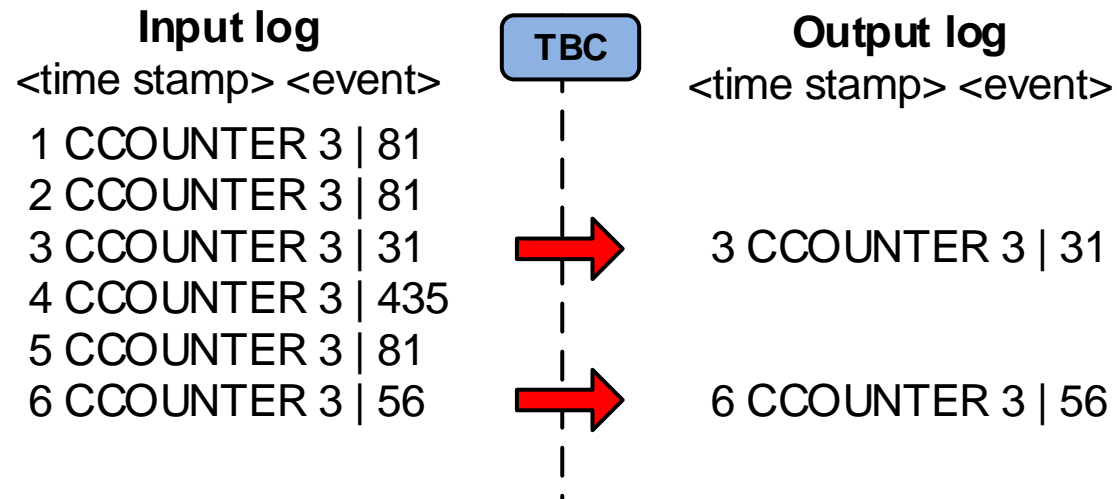 Input log
<time stamp> <event>
1 CCOUNTER 3 | 81
2 CCOUNTER 3 | 81
3 CCOUNTER 3 | 31
4 CCOUNTER 3 | 435
5 CCOUNTER 3 | 81
6 CCOUNTER 3 | 56
TBC
Output log
<time stamp> <event>
3 CCOUNTER 3 | 31
6 CCOUNTER 3 | 56